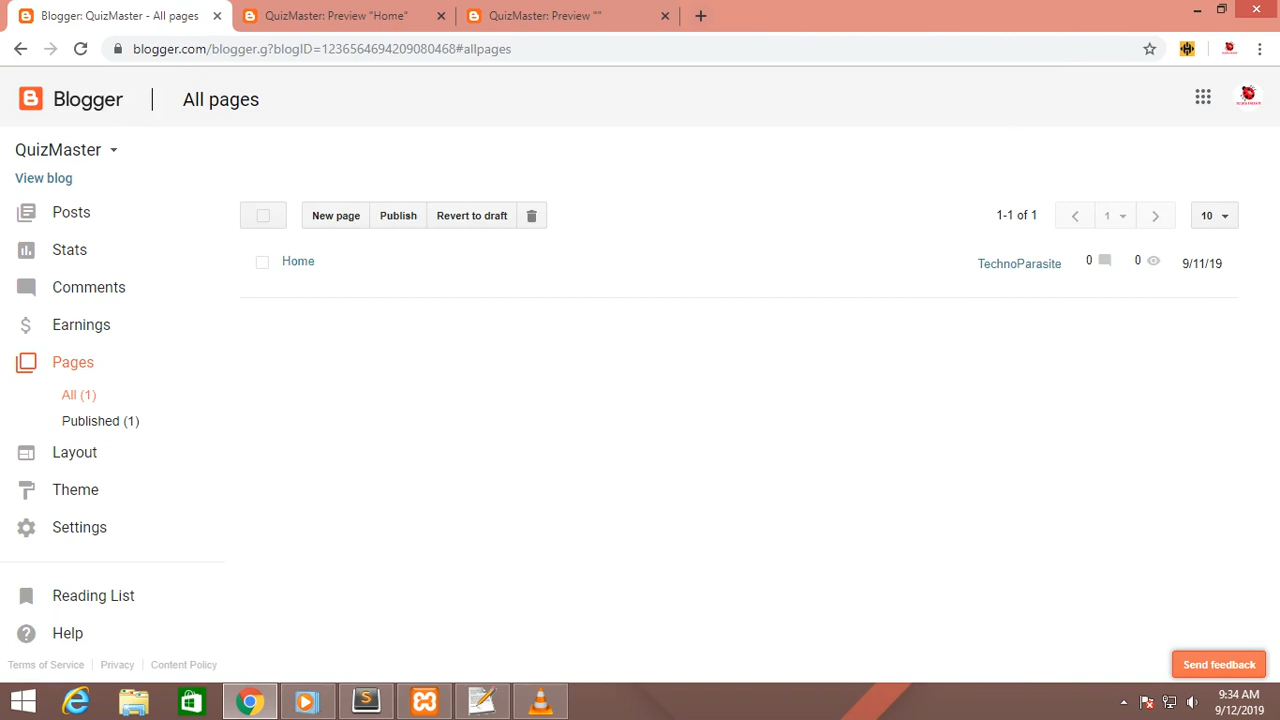 Blogger: QuizMaster - All pages
QuizMaster: Preview "Home"
QuizMaster: Preview ""
blogger.com/blogger.g?blogID=1236564694209080468#allpages
Blogger
All pages
QuizMaster
View blog
Posts
Stats
Comments
Earnings
Pages
All (1)
Published (1)
Layout
Theme
Settings
Reading List
Help
Terms of Service
Privacy
Content Policy
New page
Publish
Revert to draft
1-1 of 1
1
10
Home
TechnoParasite
0
0
9/11/19
Send feedback
9:34 AM
9/12/2019